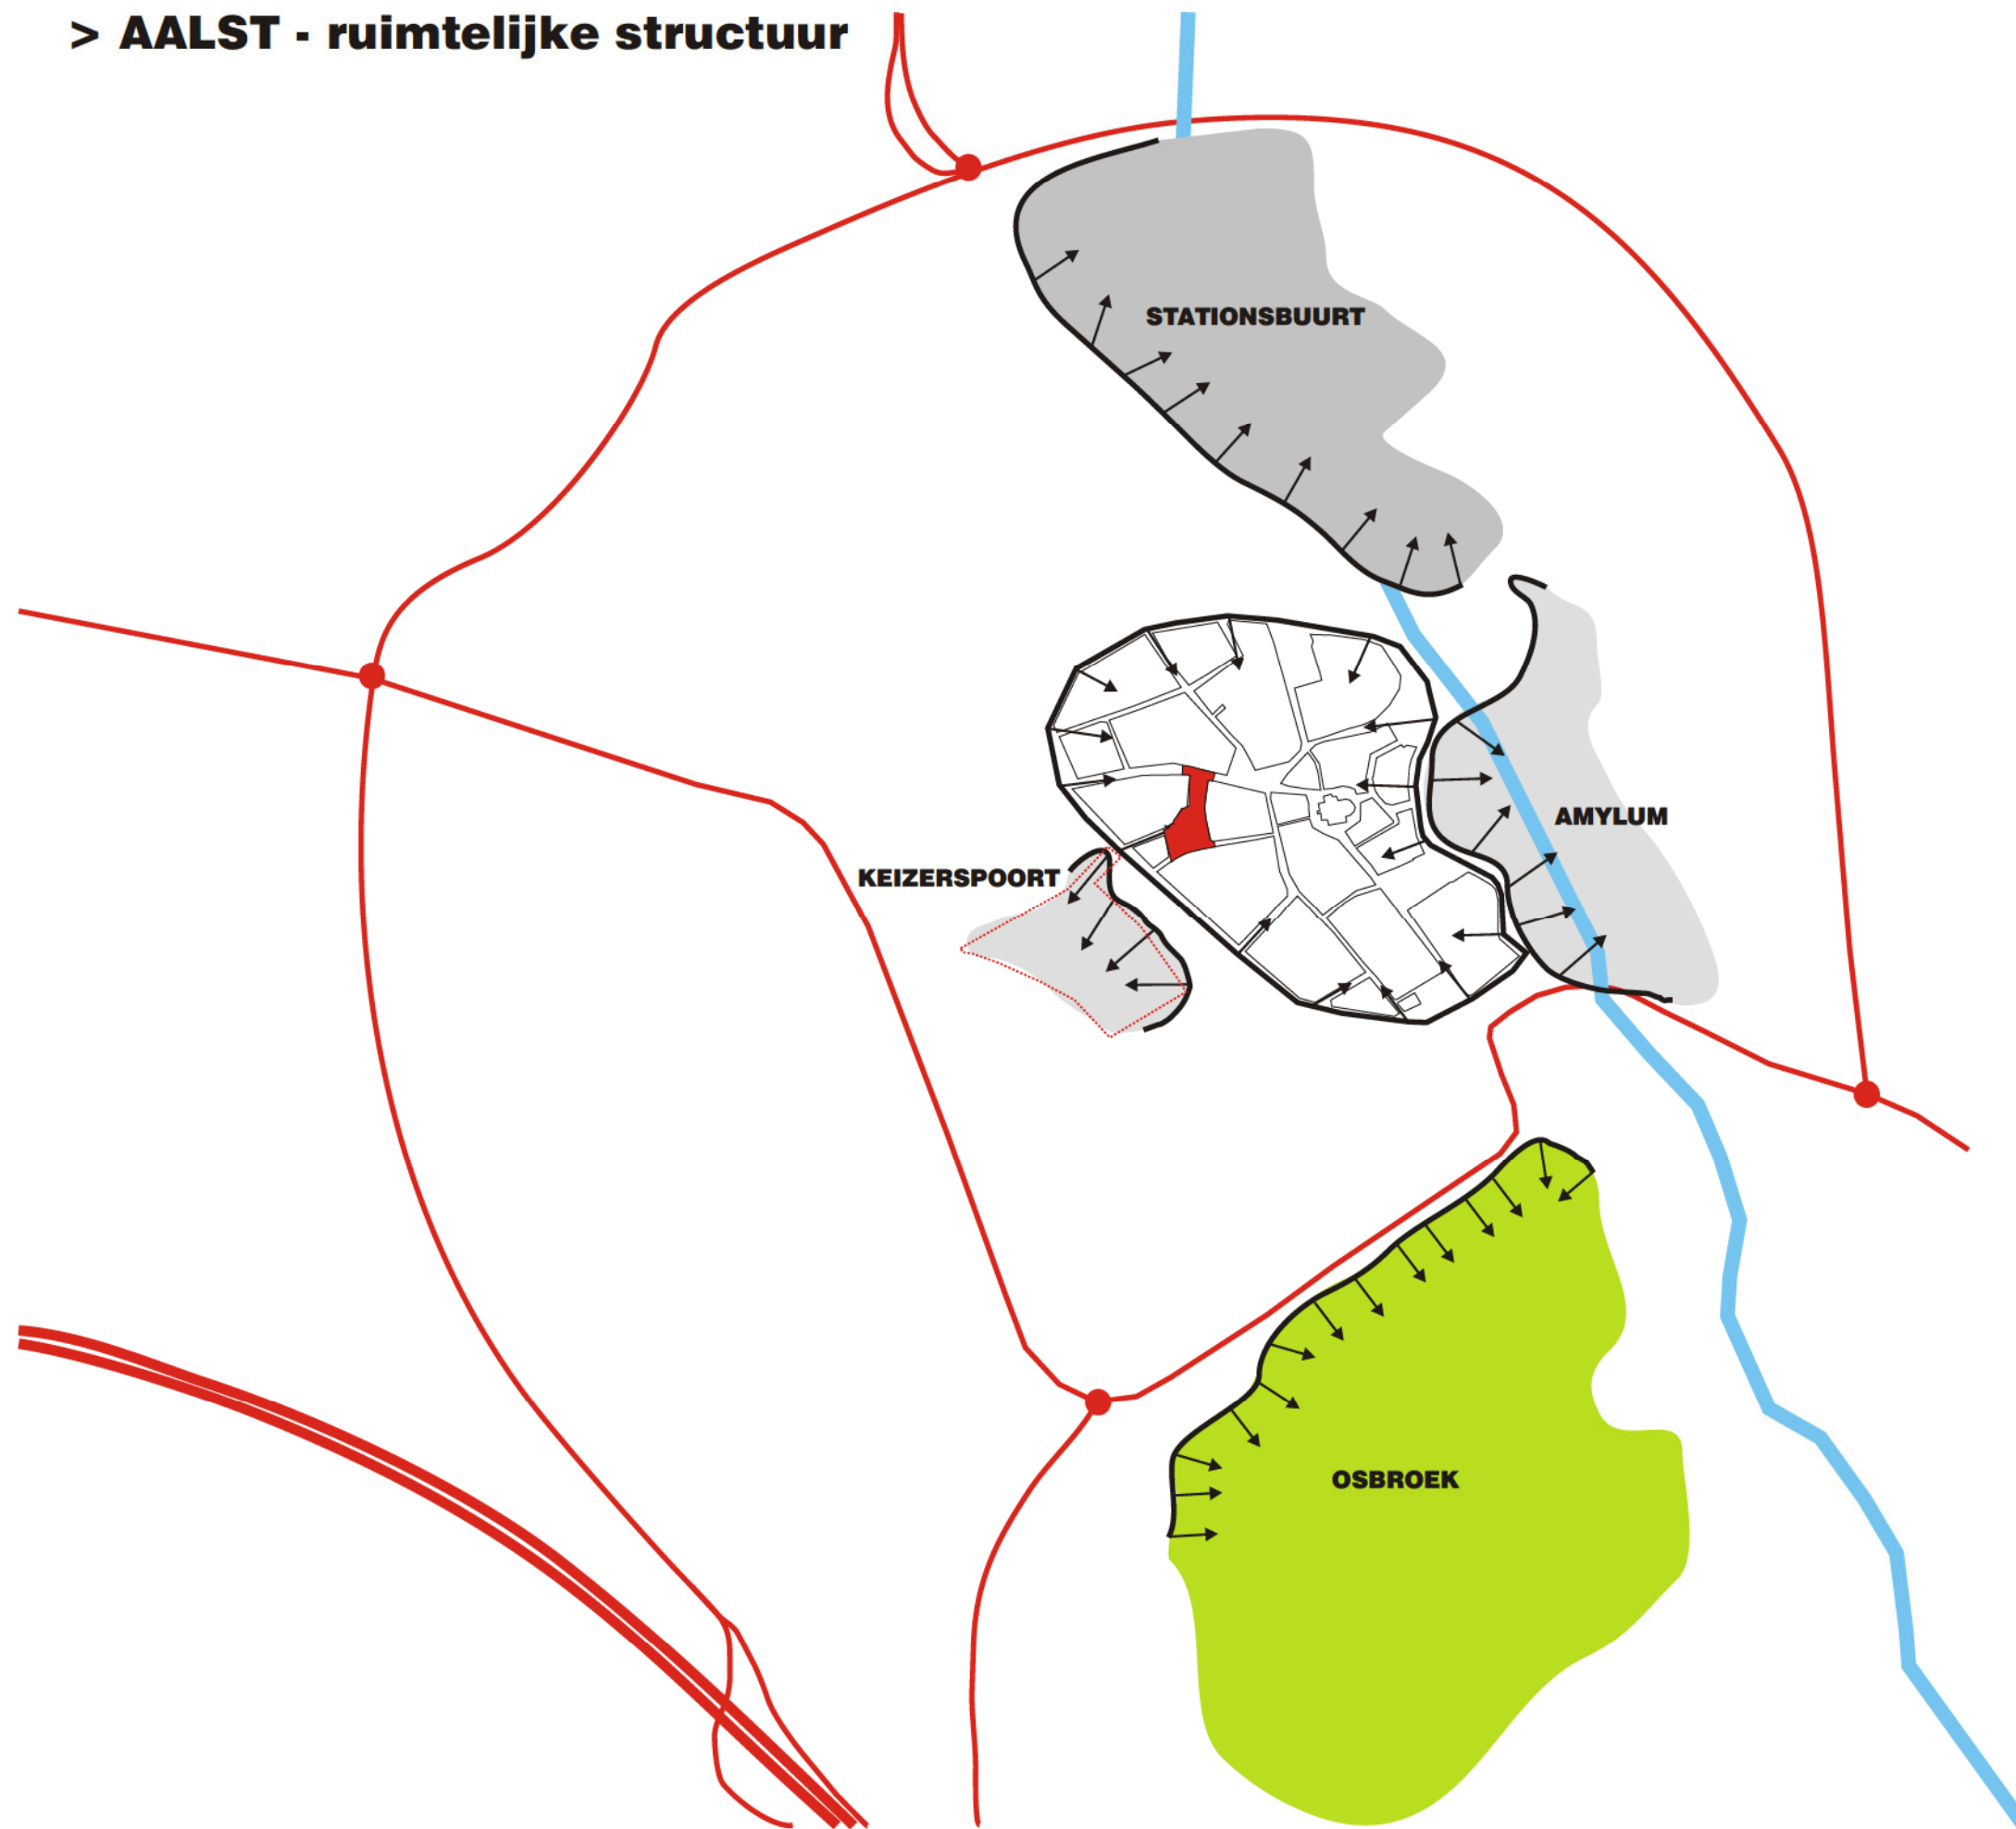 > AALST - ruimtelijke structuur
STATIONSBUURT
AMYLUM
KEIZERSPOORT
OSBROEK